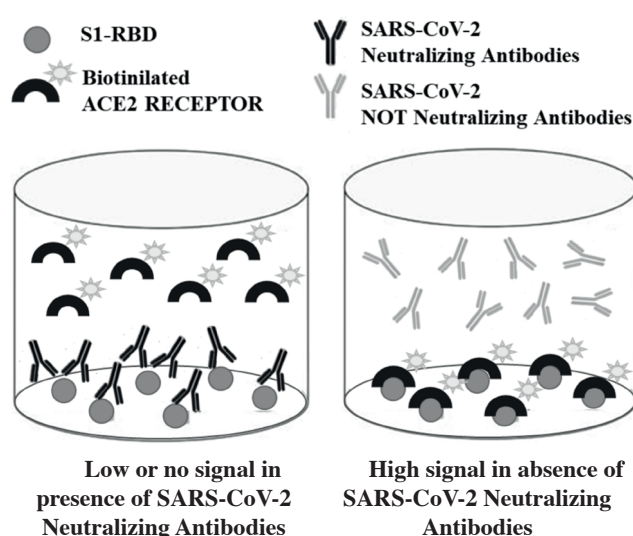 S1-RBD
Biotinilated
ACE2 RECEPTOR
SARS-CoV-2
Neutralizing Antibodies
SARS-CoV-2
NOT Neutralizing Antibodies
Low or no signal in
presence of SARS-CoV-2
Neutralizing Antibodies
High signal in absence of
SARS-CoV-2 Neutralizing
Antibodies